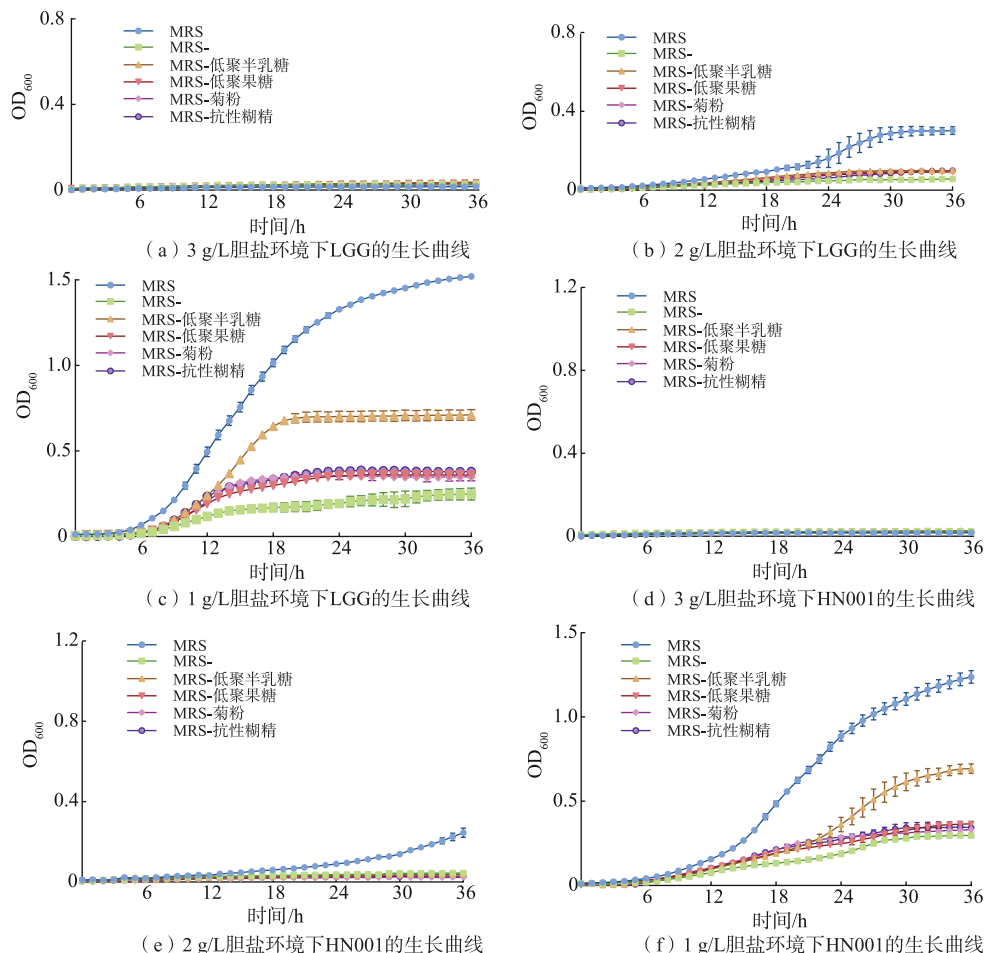 0.8
0.4
0
OD600
MRS
MRS-
MRS-低聚半乳糖
MRS-低聚果糖
MRS-菊粉
MRS-抗性糊精
6
12
18
24
30
36
时间/h
（a）3 g/L胆盐环境下LGG的生长曲线
0.8
0.4
0
OD600
MRS
MRS-
MRS-低聚半乳糖
MRS-低聚果糖
MRS-菊粉
MRS-抗性糊精
6
12
18
24
30
36
时间/h
（b）2 g/L胆盐环境下LGG的生长曲线
1.5
1.0
0.5
0
OD600
MRS
MRS-
MRS-低聚半乳糖
MRS-低聚果糖
MRS-菊粉
MRS-抗性糊精
6
12
18
24
30
36
时间/h
（c）1 g/L胆盐环境下LGG的生长曲线
1.2
0.8
0.4
0
OD600
MRS
MRS-
MRS-低聚半乳糖
MRS-低聚果糖
MRS-菊粉
MRS-抗性糊精
6
12
18
24
30
36
时间/h
（d）3 g/L胆盐环境下HN001的生长曲线
1.2
0.8
0.4
0
OD600
MRS
MRS-
MRS-低聚半乳糖
MRS-低聚果糖
MRS-菊粉
MRS-抗性糊精
6
12
18
24
30
36
时间/h
（e）2 g/L胆盐环境下HN001的生长曲线
1.5
1.0
0.5
0
OD600
MRS
MRS-
MRS-低聚半乳糖
MRS-低聚果糖
MRS-菊粉
MRS-抗性糊精
6
12
18
24
30
36
时间/h
（f）1 g/L胆盐环境下HN001的生长曲线